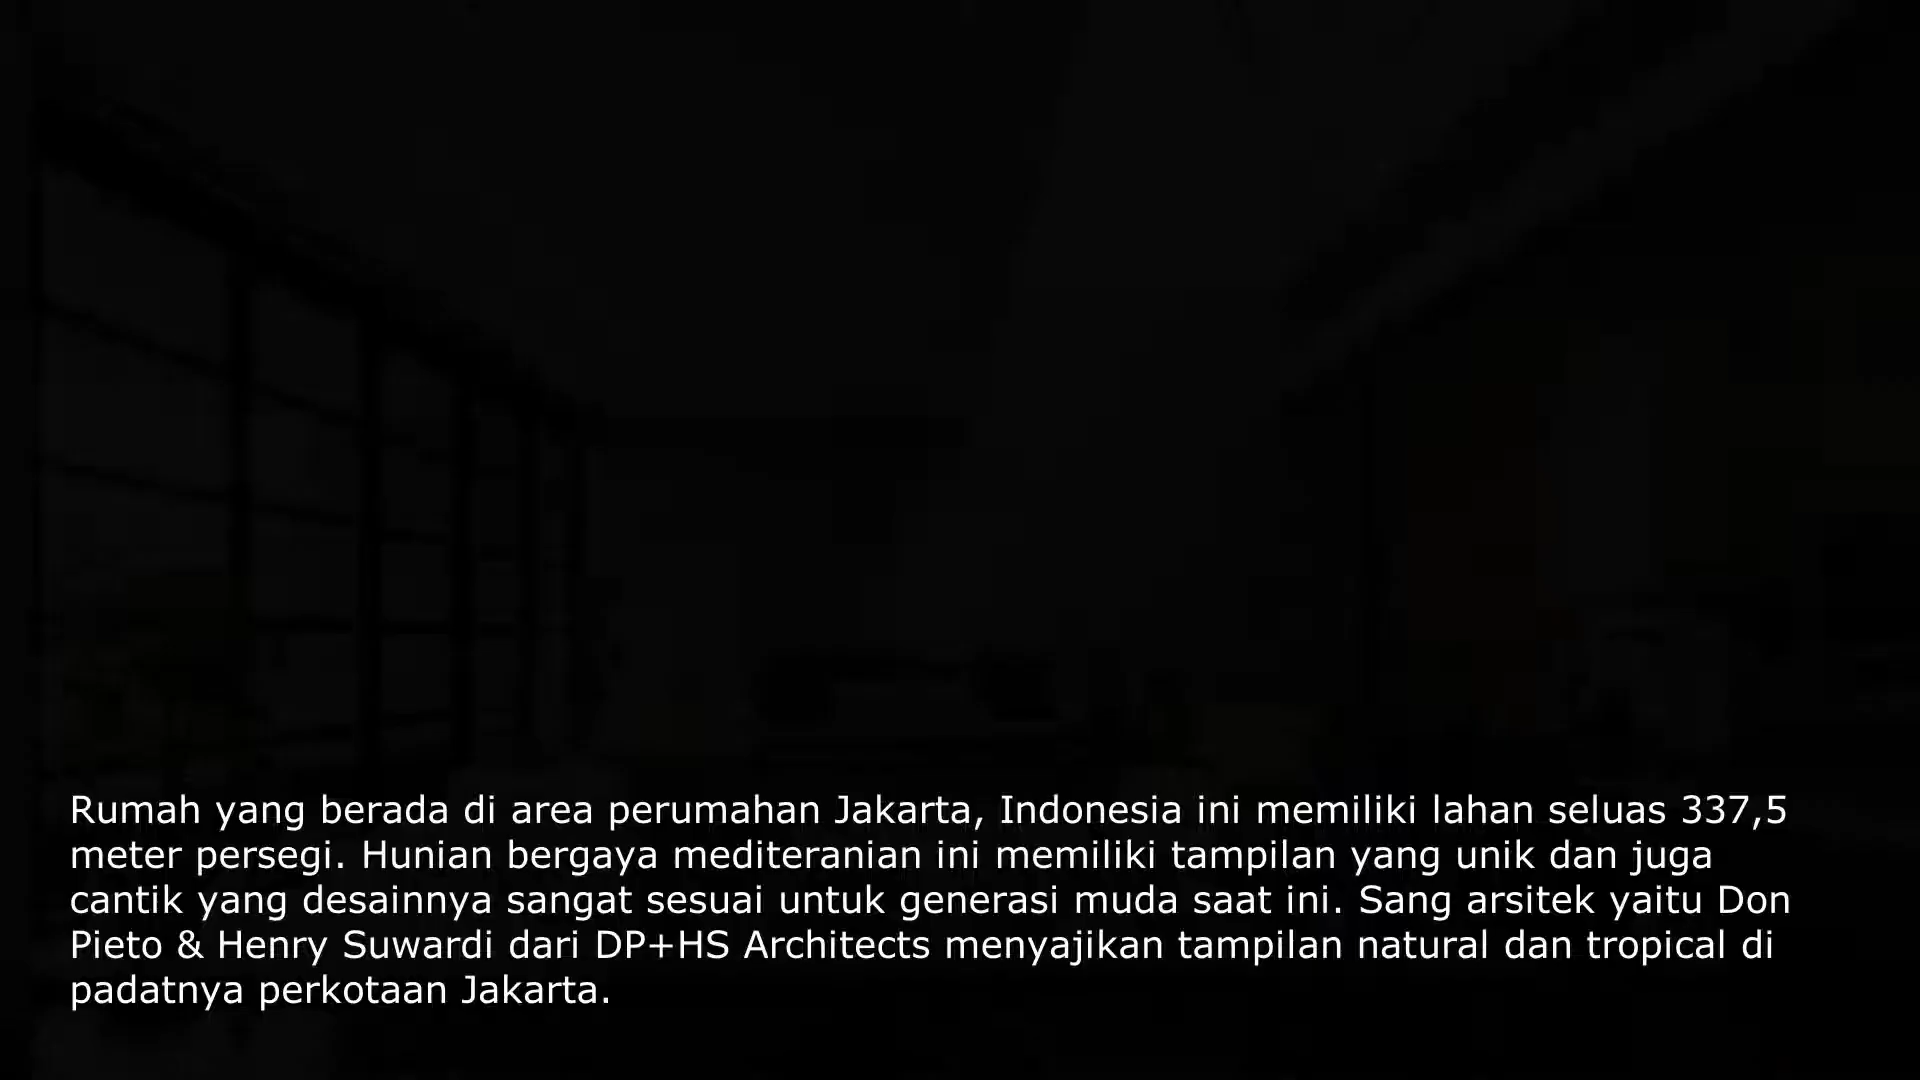 Rumah yang berada di area perumahan Jakarta, Indonesia ini memiliki lahan seluas 337,5
meter persegi. Hunian bergaya mediteranian ini memiliki tampilan yang unik dan juga
cantik yang desainnya sangat sesuai untuk generasi muda saat ini. Sang arsitek yaitu Don
Pieto & Henry Suwardi dari DP+HS Architects menyajikan tampilan natural dan tropical di
padatnya perkotaan Jakarta.